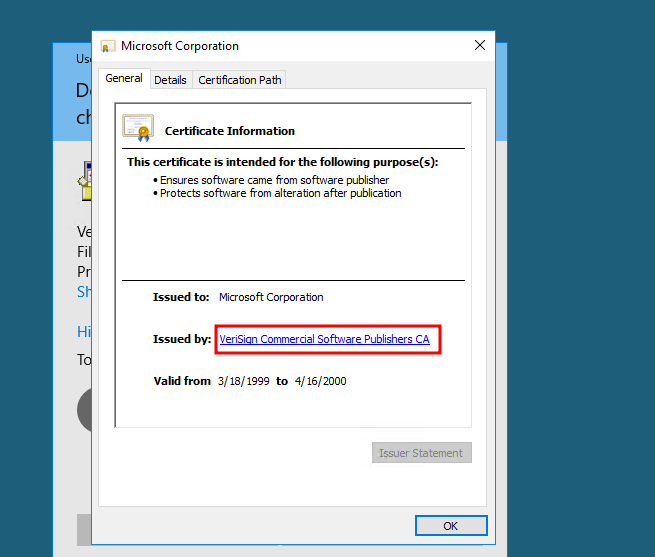 Microsoft Corporation
Use
General Details Certification Path
De
ch
Certificate Information
This certificate is intended for the following purpose(s):
• Ensures software came from software publisher
• Protects software from alteration after publication
Ve
Fil
Pr
Sh
Issued to: Microsoft Corporation
Hi
Issued by: VeriSign Commercial Software Publishers CA
To
Valid from 3/18/1999 to 4/16/2000
Issuer Statement
OK